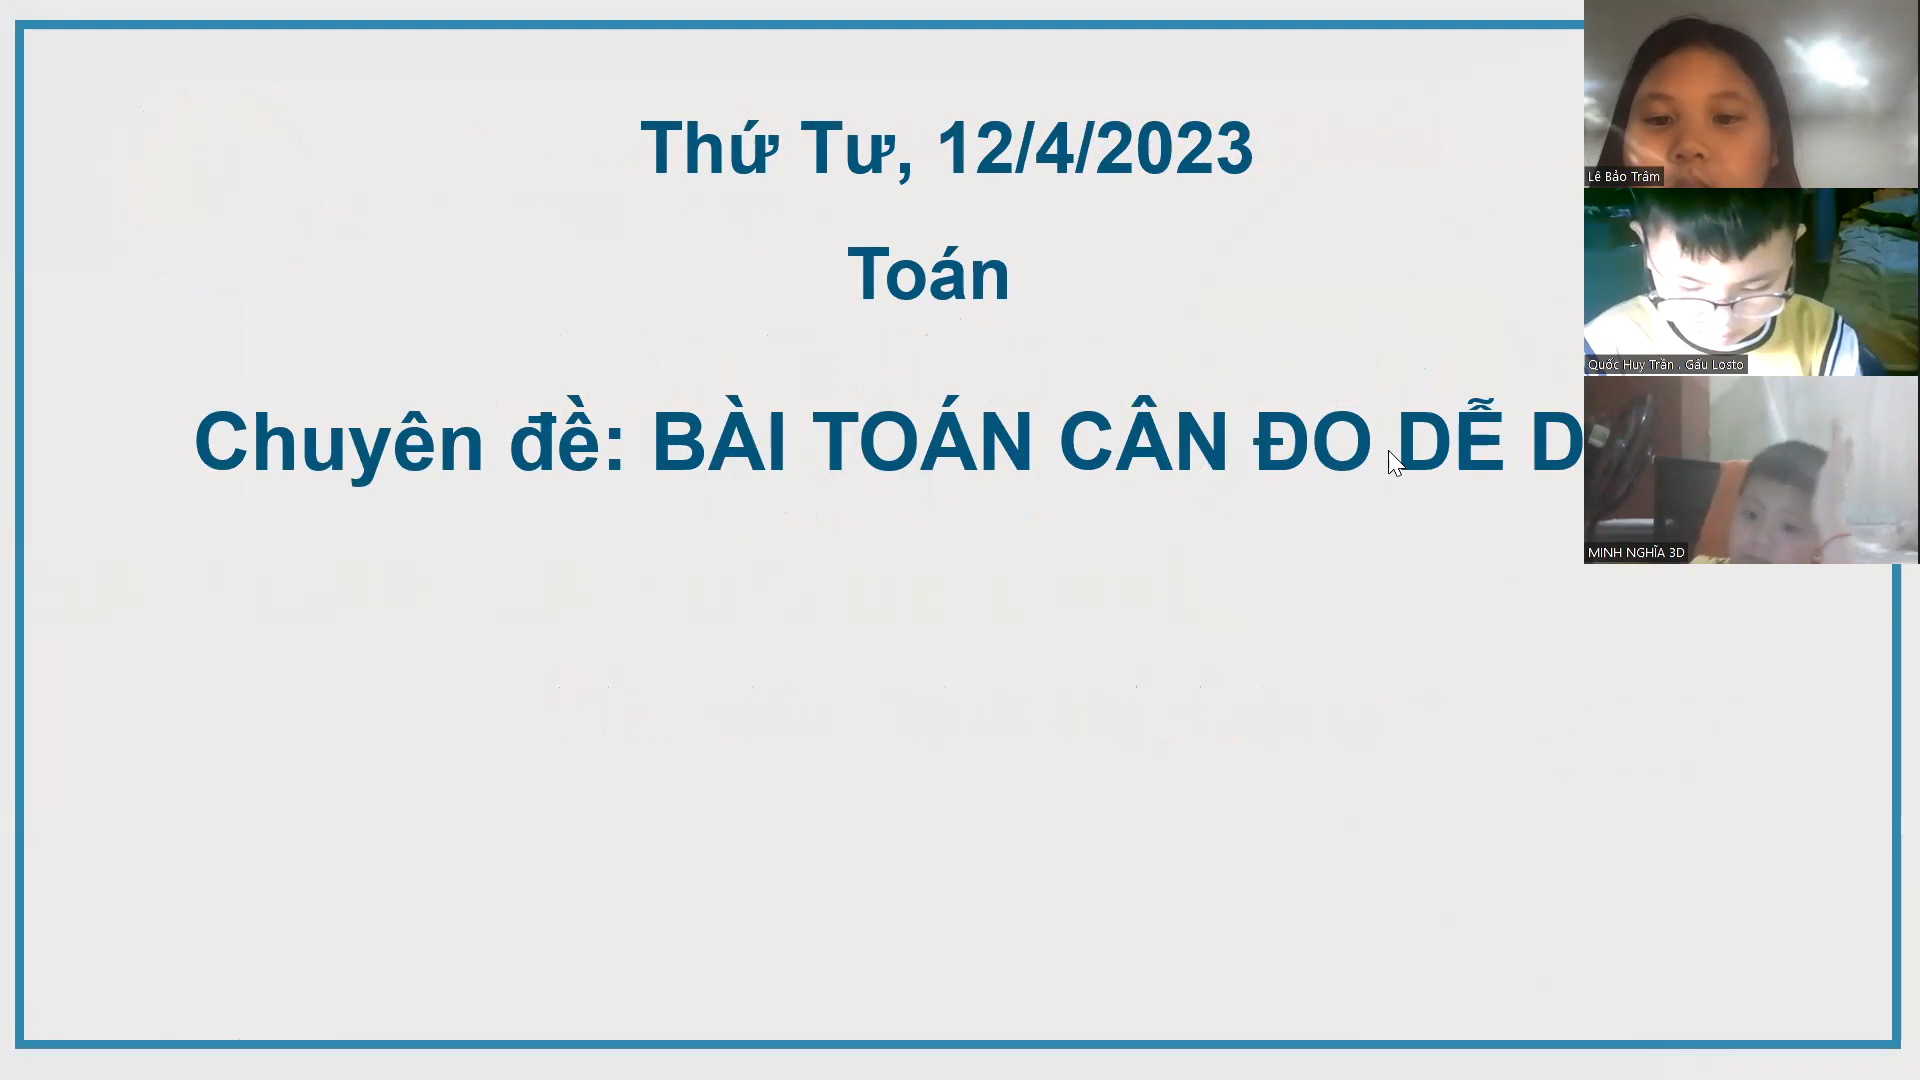 Thứ Tư, 12/4/2023
Toán
Chuyên đề: BÀI TOÁN CÂN ĐO DỄ D
Lê Bảo Trâm
Quốc Huy Trần . Gấu Losto
MINH NGHĨA 3D